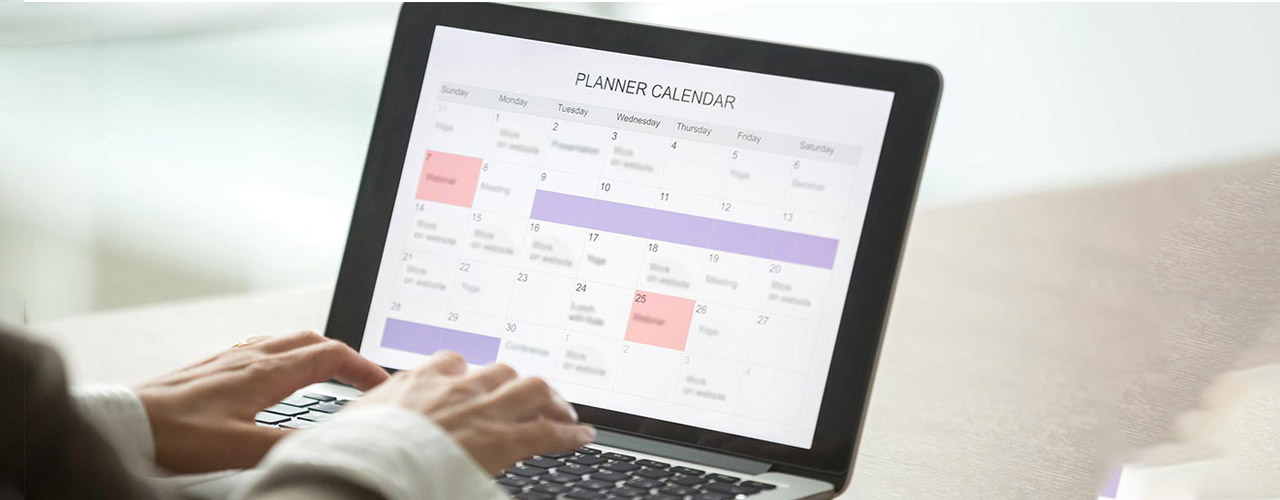 PLANNER CALENDAR
Sunday Monday Tuesday Wednesday Thursday Friday Saturday
31 1 2 3 4 5 6
Yoga Work on website Presentation Work on website Yoga Seminar
7 8 9 10 11 12 13
Webinar Meeting
14 15 16 17 18 19 20
Work on website Work on website Work on website Yoga Work on website Meeting Work on website
21 22 23 24 25 26 27
Work on website Yoga Lunch with Webinar Yoga
28 29 30 1 2 3 4
Conference Work on website Work on website